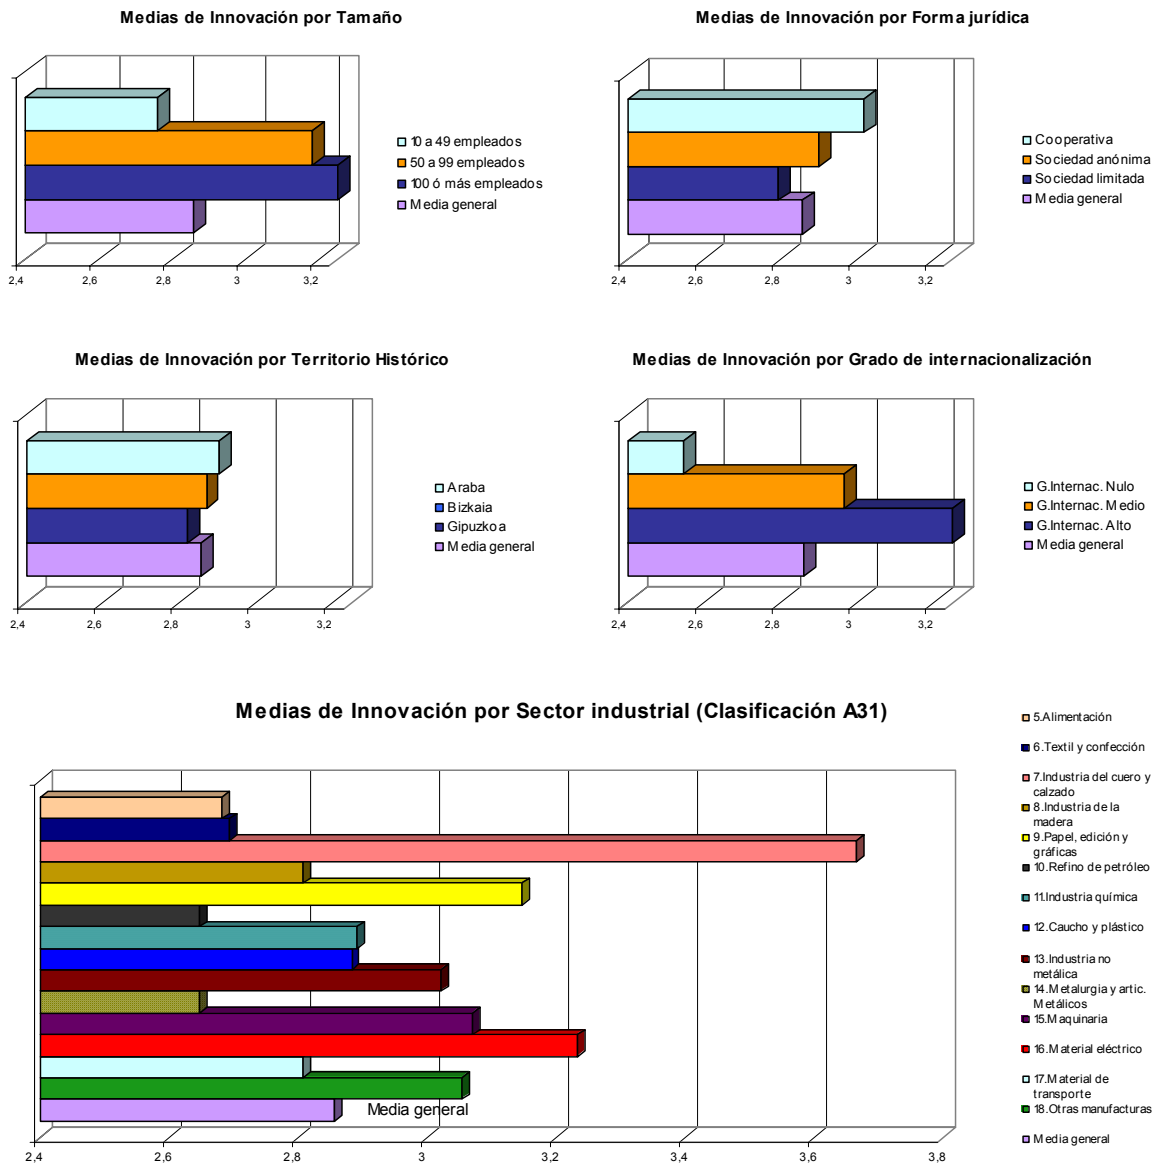 Medias de Innovación por Tamaño
10 a 49 empleados
50 a 99 empleados
100 ó más empleados
Media general
2,4 2,6 2,8 3 3,2
Medias de Innovación por Forma jurídica
Cooperativa
Sociedad anónima
Sociedad limitada
Media general
2,4 2,6 2,8 3 3,2
Medias de Innovación por Territorio Histórico
Araba
Bizkaia
Gipuzkoa
Media general
2,4 2,6 2,8 3 3,2
Medias de Innovación por Grado de internacionalización
G.Internac. Nulo
G.Internac. Medio
G.Internac. Alto
Media general
2,4 2,6 2,8 3 3,2
Medias de Innovación por Sector industrial (Clasificación A31)
5.Alimentación
6.Textil y confección
7.Industria del cuero y
calzado
8.Industria de la
madera
9.Papel, edición y
gráficas
10.Refino de petróleo
11.Industria química
12.Caucho y plástico
13.Industria no
metálica
14.Metalurgia y artic.
Metálicos
15.Maquinaria
16.Material eléctrico
17.Material de
transporte
18.Otras manufacturas
Media general
Media general
2,4 2,6 2,8 3 3,2 3,4 3,6 3,8